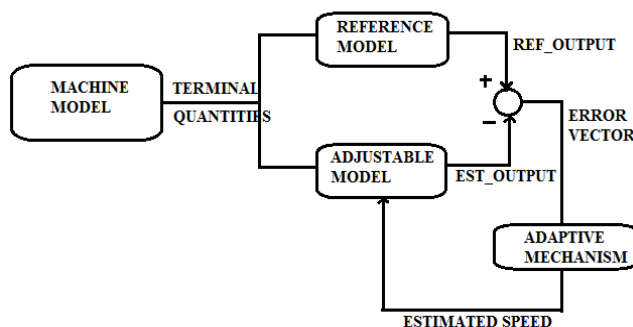 REFERENCE
MODEL
REF_OUTPUT
MACHINE
MODEL
TERMINAL
QUANTITIES
+
−
ERROR
VECTOR
ADJUSTABLE
MODEL
EST_OUTPUT
ADAPTIVE
MECHANISM
ESTIMATED SPEED